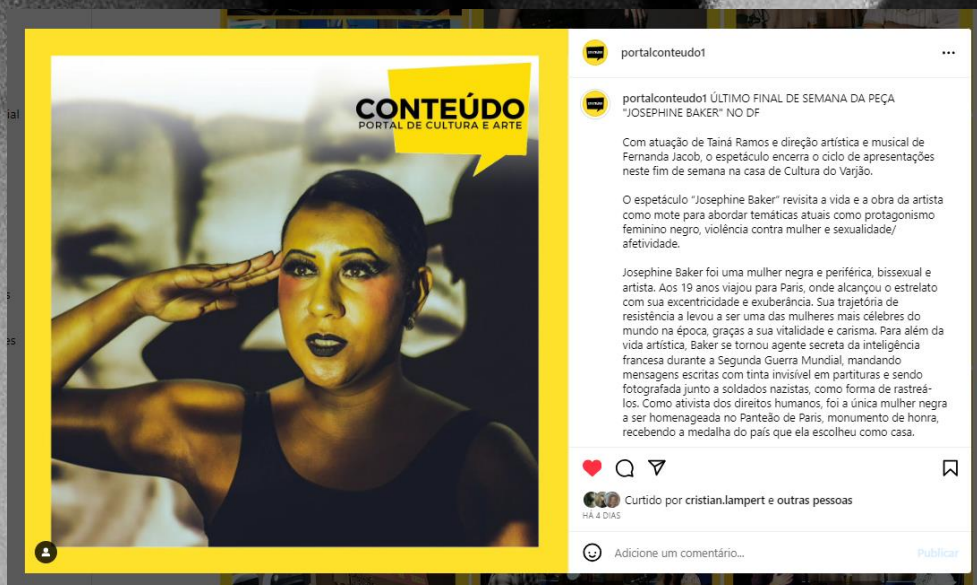 ial
s
es
CONTEÚDO
PORTAL DE CULTURA E ARTE
portalconteudo1
portalconteudo1 ÚLTIMO FINAL DE SEMANA DA PEÇA
"JOSEPHINE BAKER" NO DF
Com atuação de Tainá Ramos e direção artística e musical de
Fernanda Jacob, o espetáculo encerra o ciclo de apresentações
neste fim de semana na casa de Cultura do Varjão.
O espetáculo "Josephine Baker" revisita a vida e a obra da artista
como mote para abordar temáticas atuais como protagonismo
feminino negro, violência contra mulher e sexualidade/
afetividade.
Josephine Baker foi uma mulher negra e periférica, bissexual e
artista. Aos 19 anos viajou para Paris, onde alcançou o estrelato
com sua excentricidade e exuberância. Sua trajetória de
resistência a levou a ser uma das mulheres mais célebres do
mundo na época, graças a sua vitalidade e carisma. Para além da
vida artística, Baker se tornou agente secreta da inteligência
francesa durante a Segunda Guerra Mundial, mandando
mensagens escritas com tinta invisível em partituras e sendo
fotografada junto a soldados nazistas, como forma de rastreá-
los. Como ativista dos direitos humanos, foi a única mulher negra
a ser homenageada no Panteão de Paris, monumento de honra,
recebendo a medalha do país que ela escolheu como casa.
Curtido por cristian.lampert e outras pessoas
HÁ 4 DIAS
Adicione um comentário...
Publicar